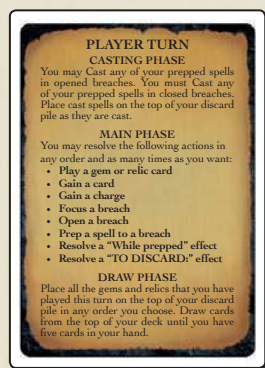 PLAYER TURN
CASTING PHASE
You may Cast any of your prepped spells
in opened breaches. You must Cast any
of your prepped spells in closed breaches.
Place cast spells on the top of your discard
pile as they are cast.
MAIN PHASE
You may resolve the following actions in
any order and as many times as you want:
• Play a gem or relic card
• Gain a card
• Gain a charge
• Focus a breach
• Open a breach
• Prep a spell to a breach
• Resolve a “While prepped” effect
• Resolve a “TO DISCARD:” effect
DRAW PHASE
Place all the gems and relics that you have
played this turn on the top of your discard
pile in any order you choose. Draw cards
from the top of your deck until you have
five cards in your hand.